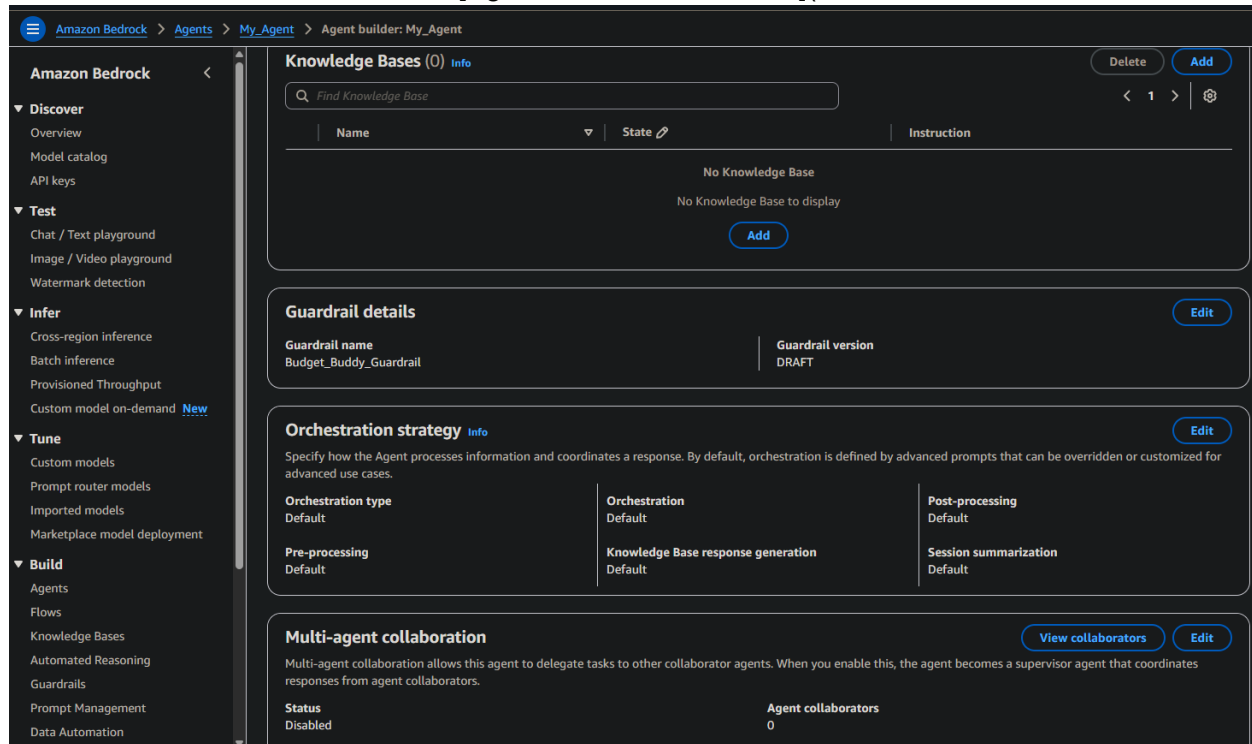 Amazon Bedrock > Agents > My_Agent > Agent builder: My_Agent
Amazon Bedrock
Discover
Overview
Model catalog
API keys
Test
Chat / Text playground
Image / Video playground
Watermark detection
Infer
Cross-region inference
Batch inference
Provisioned Throughput
Custom model on-demand New
Tune
Custom models
Prompt router models
Imported models
Marketplace model deployment
Build
Agents
Flows
Knowledge Bases
Automated Reasoning
Guardrails
Prompt Management
Data Automation
Knowledge Bases (0) Info
Delete Add
Find Knowledge Base
< 1 >
Name State Instruction
No Knowledge Base
No Knowledge Base to display
Add
Guardrail details
Edit
Guardrail name
Budget_Buddy_Guardrail
Guardrail version
DRAFT
Orchestration strategy Info
Edit
Specify how the Agent processes information and coordinates a response. By default, orchestration is defined by advanced prompts that can be overridden or customized for
advanced use cases.
Orchestration type
Default
Orchestration
Default
Post-processing
Default
Pre-processing
Default
Knowledge Base response generation
Default
Session summarization
Default
Multi-agent collaboration
View collaborators Edit
Multi-agent collaboration allows this agent to delegate tasks to other collaborator agents. When you enable this, the agent becomes a supervisor agent that coordinates
responses from agent collaborators.
Status
Disabled
Agent collaborators
0